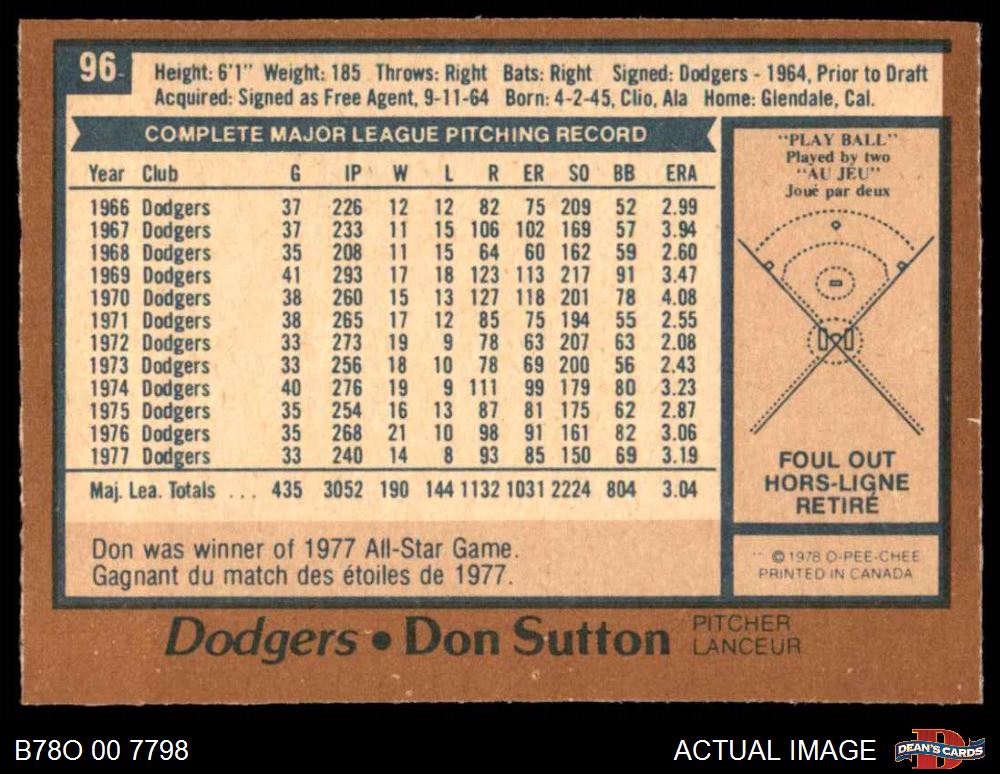 96
Height: 6'1" Weight: 185 Throws: Right Bats: Right Signed: Dodgers - 1964, Prior to Draft
Acquired: Signed as Free Agent, 9-11-64 Born: 4-2-45, Clio, Ala Home: Glendale, Cal.
COMPLETE MAJOR LEAGUE PITCHING RECORD
Year Club G IP W L R ER SO BB ERA
1966 Dodgers 37 226 12 12 82 75 209 52 2.99
1967 Dodgers 37 233 11 15 106 102 169 57 3.94
1968 Dodgers 35 208 11 15 64 60 162 59 2.60
1969 Dodgers 41 293 17 18 123 113 217 91 3.47
1970 Dodgers 38 260 15 13 127 118 201 78 4.08
1971 Dodgers 38 265 17 12 85 75 194 55 2.55
1972 Dodgers 33 273 19 9 78 63 207 63 2.08
1973 Dodgers 33 256 18 10 78 69 200 56 2.43
1974 Dodgers 40 276 19 9 111 99 179 80 3.23
1975 Dodgers 35 254 16 13 87 81 175 62 2.87
1976 Dodgers 35 268 21 10 98 91 161 82 3.06
1977 Dodgers 33 240 14 8 93 85 150 69 3.19
Maj. Lea. Totals ... 435 3052 190 144 1132 1031 2224 804 3.04
Don was winner of 1977 All-Star Game.
Gagnant du match des étoiles de 1977.
"PLAY BALL"
Played by two
"AU JEU"
Joué par deux
FOUL OUT
HORS-LIGNE
RETIRÉ
© 1978 O-PEE-CHEE
PRINTED IN CANADA
Dodgers • Don Sutton
PITCHER
LANCEUR
B78O 00 7798
ACTUAL IMAGE
D
DEAN'S CARDS